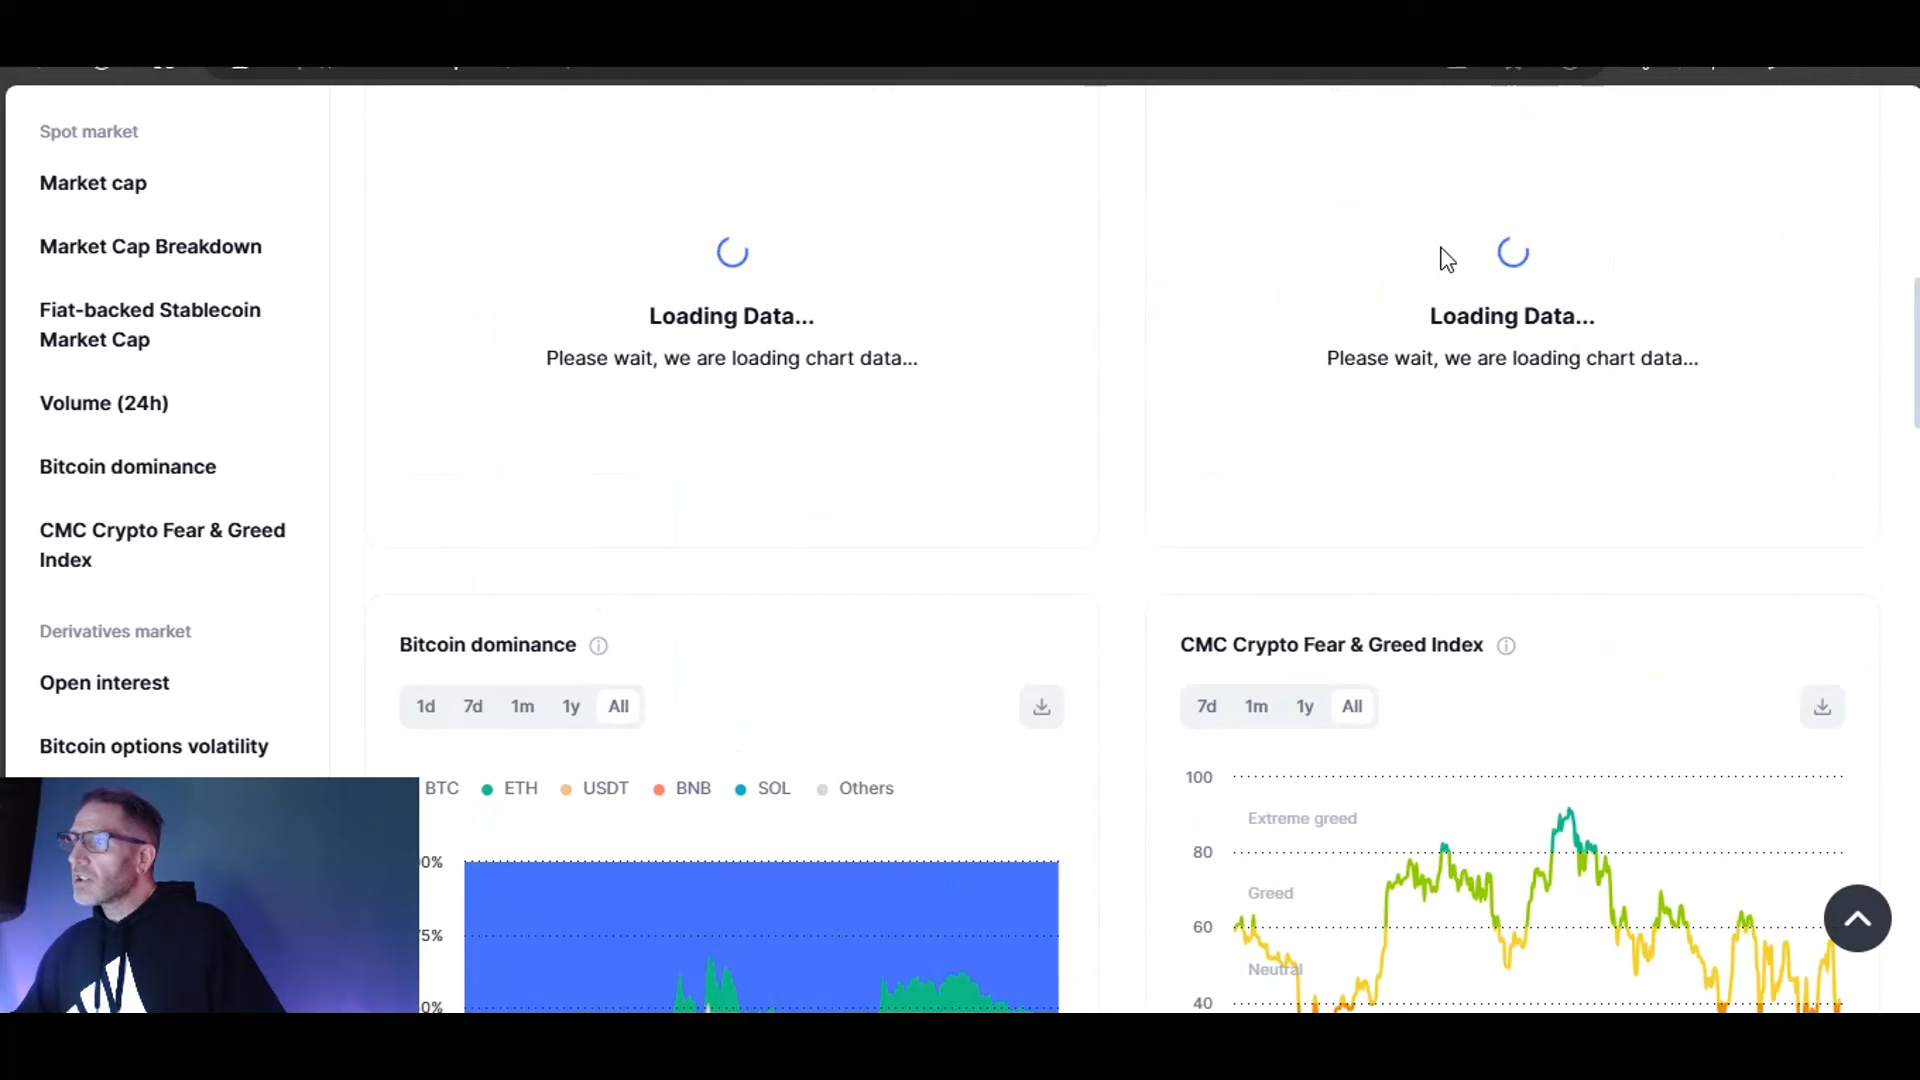 Spot market
Market cap
Market Cap Breakdown
Fiat-backed Stablecoin
Market Cap
Volume (24h)
Bitcoin dominance
CMC Crypto Fear & Greed
Index
Derivatives market
Open interest
Bitcoin options volatility
Loading Data...
Please wait, we are loading chart data...
Loading Data...
Please wait, we are loading chart data...
Bitcoin dominance
1d 7d 1m 1y All
BTC ETH USDT BNB SOL Others
0%
5%
0%
CMC Crypto Fear & Greed Index
7d 1m 1y All
100
Extreme greed
80
Greed
60
Neutral
40